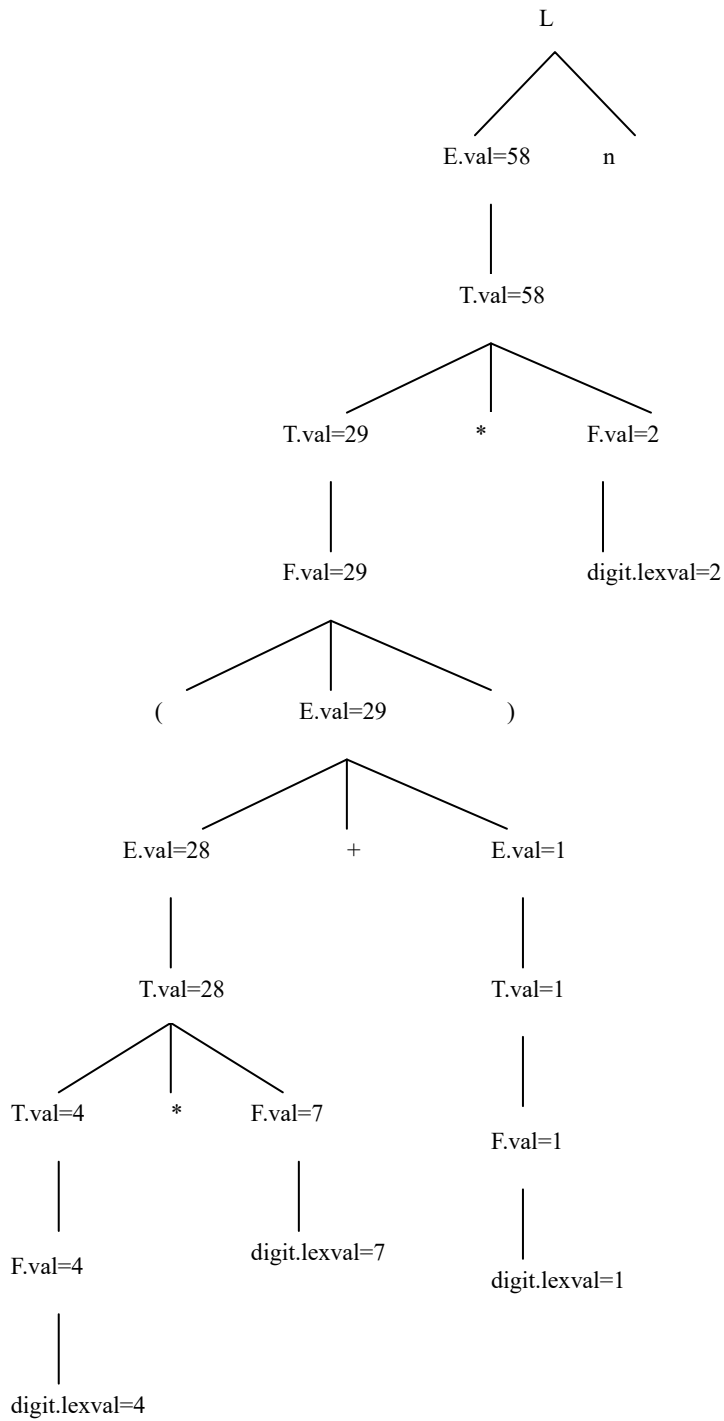 L
E.val=58 n
T.val=58
T.val=29 * F.val=2
F.val=29 digit.lexval=2
( E.val=29 )
E.val=28 + E.val=1
T.val=28 T.val=1
T.val=4 * F.val=7
F.val=1
digit.lexval=7
F.val=4
digit.lexval=1
digit.lexval=4